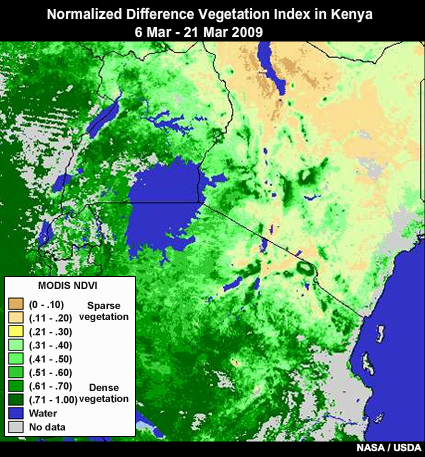 Normalized Difference Vegetation Index in Kenya
6 Mar - 21 Mar 2009
MODIS NDVI
(0 - .10) Sparse
(.11 - .20) vegetation
(.21 - .30)
(.31 - .40)
(.41 - .50)
(.51 - .60)
(.61 - .70) Dense
(.71 - 1.00) vegetation
Water
No data
NASA / USDA